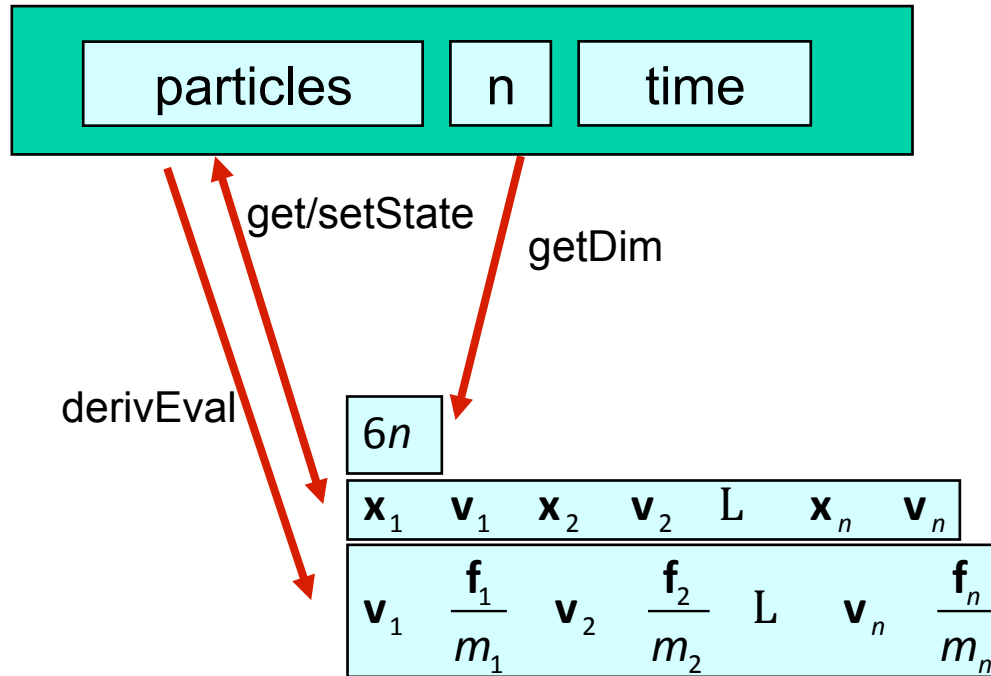 particles n time
get/setState
getDim
derivEval
6n
x₁ v₁ x₂ v₂ L xₙ vₙ
v₁ f₁/m₁ v₂ f₂/m₂ L vₙ fₙ/mₙ